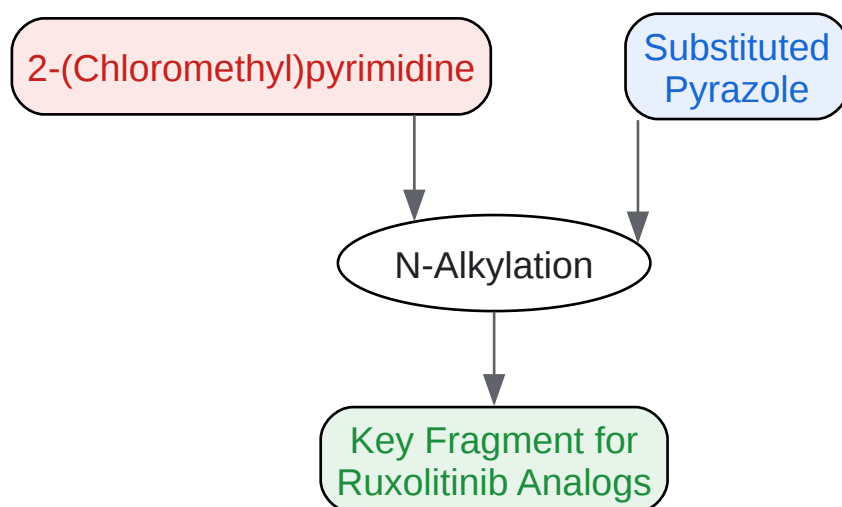 2-(Chloromethyl)pyrimidine
Substituted
Pyrazole
N-Alkylation
Key Fragment for
Ruxolitinib Analogs